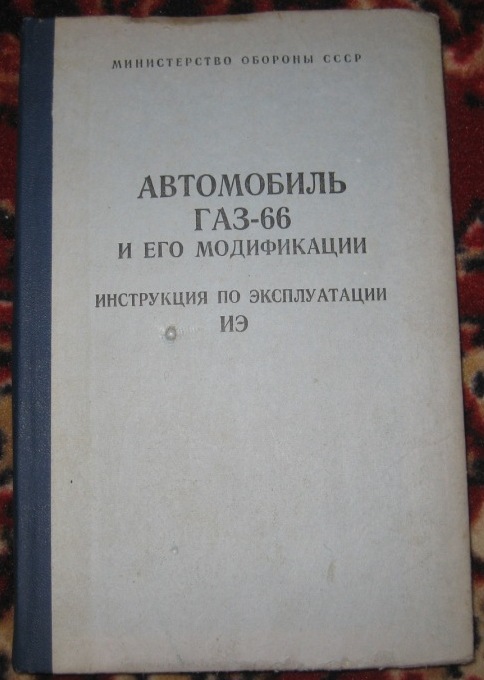 МИНИСТЕРСТВО ОБОРОНЫ СССР
АВТОМОБИЛЬ
ГАЗ-66
И ЕГО МОДИФИКАЦИИ
ИНСТРУКЦИЯ ПО ЭКСПЛУАТАЦИИ
ИЭ